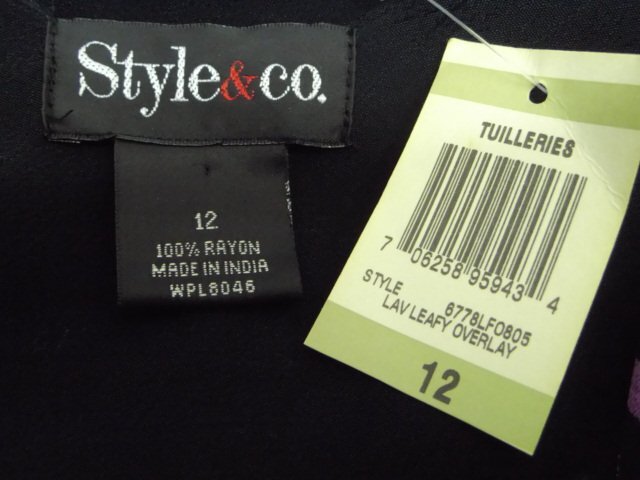 Style&co.
12
100% RAYON
MADE IN INDIA
WPL8046
TUILLERIES
7 06258 95943 4
STYLE 6778LF0805
LAV LEAFY OVERLAY
12